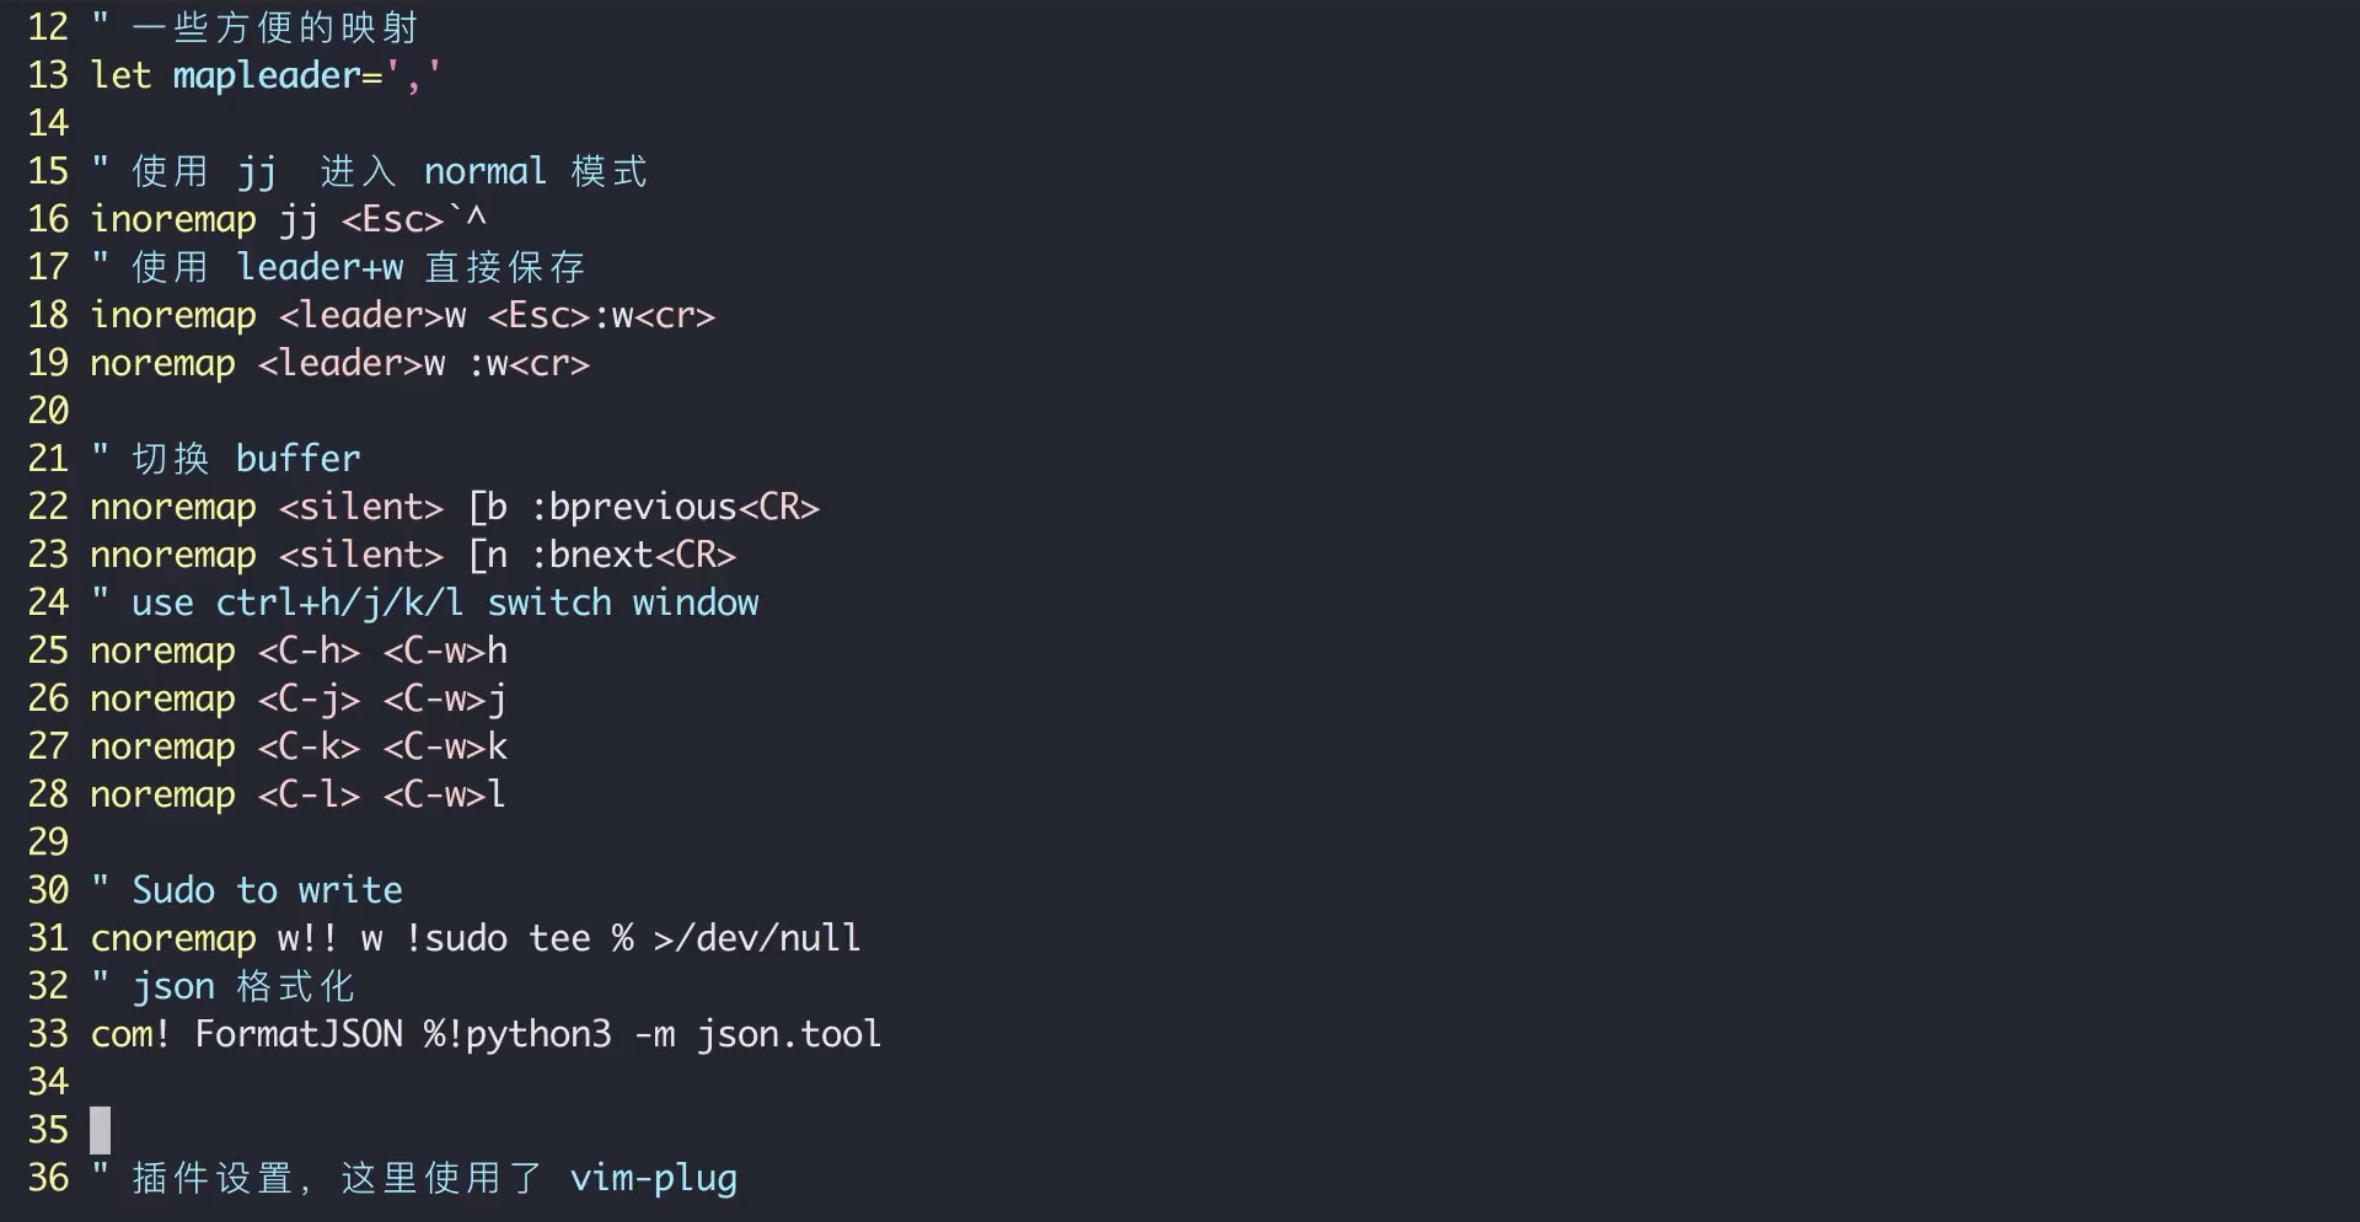 12 " 一些方便的映射
13 let mapleader=','
14
15 " 使用 jj  进入 normal 模式
16 inoremap jj <Esc>`^
17 " 使用 leader+w 直接保存
18 inoremap <leader>w <Esc>:w<cr>
19 noremap <leader>w :w<cr>
20
21 " 切换 buffer
22 nnoremap <silent> [b :bprevious<CR>
23 nnoremap <silent> [n :bnext<CR>
24 " use ctrl+h/j/k/l switch window
25 noremap <C-h> <C-w>h
26 noremap <C-j> <C-w>j
27 noremap <C-k> <C-w>k
28 noremap <C-l> <C-w>l
29
30 " Sudo to write
31 cnoremap w!! w !sudo tee % >/dev/null
32 " json 格式化
33 com! FormatJSON %!python3 -m json.tool
34
35
36 " 插件设置, 这里使用了 vim-plug